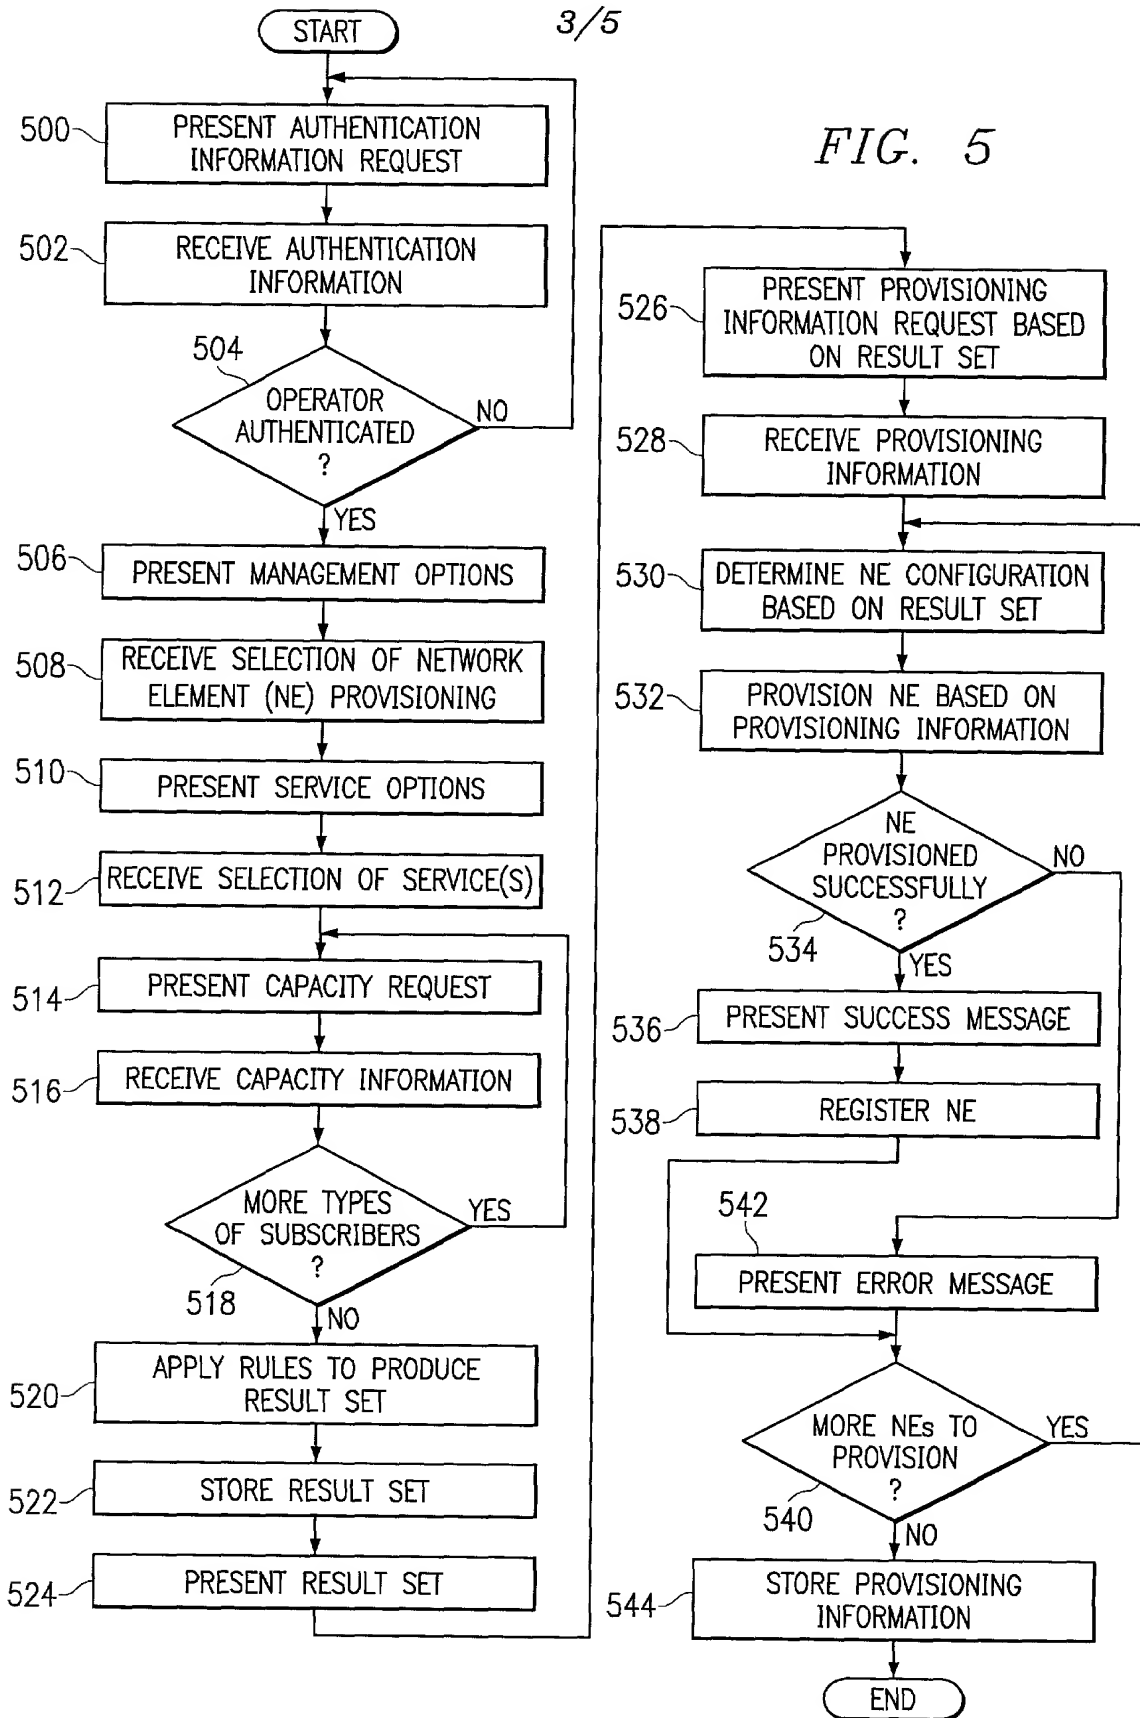 3/5
START
500
PRESENT AUTHENTICATION
INFORMATION REQUEST
502
RECEIVE AUTHENTICATION
INFORMATION
504
OPERATOR
AUTHENTICATED
?
NO
YES
506
PRESENT MANAGEMENT OPTIONS
508
RECEIVE SELECTION OF NETWORK
ELEMENT (NE) PROVISIONING
510
PRESENT SERVICE OPTIONS
512
RECEIVE SELECTION OF SERVICE(S)
514
PRESENT CAPACITY REQUEST
516
RECEIVE CAPACITY INFORMATION
MORE TYPES
OF SUBSCRIBERS
?
YES
518
NO
520
APPLY RULES TO PRODUCE
RESULT SET
522
STORE RESULT SET
524
PRESENT RESULT SET
FIG. 5
526
PRESENT PROVISIONING
INFORMATION REQUEST BASED
ON RESULT SET
528
RECEIVE PROVISIONING
INFORMATION
530
DETERMINE NE CONFIGURATION
BASED ON RESULT SET
532
PROVISION NE BASED ON
PROVISIONING INFORMATION
NE
PROVISIONED
SUCCESSFULLY
?
NO
534
YES
536
PRESENT SUCCESS MESSAGE
538
REGISTER NE
542
PRESENT ERROR MESSAGE
MORE NEs TO
PROVISION
?
YES
540
NO
544
STORE PROVISIONING
INFORMATION
END